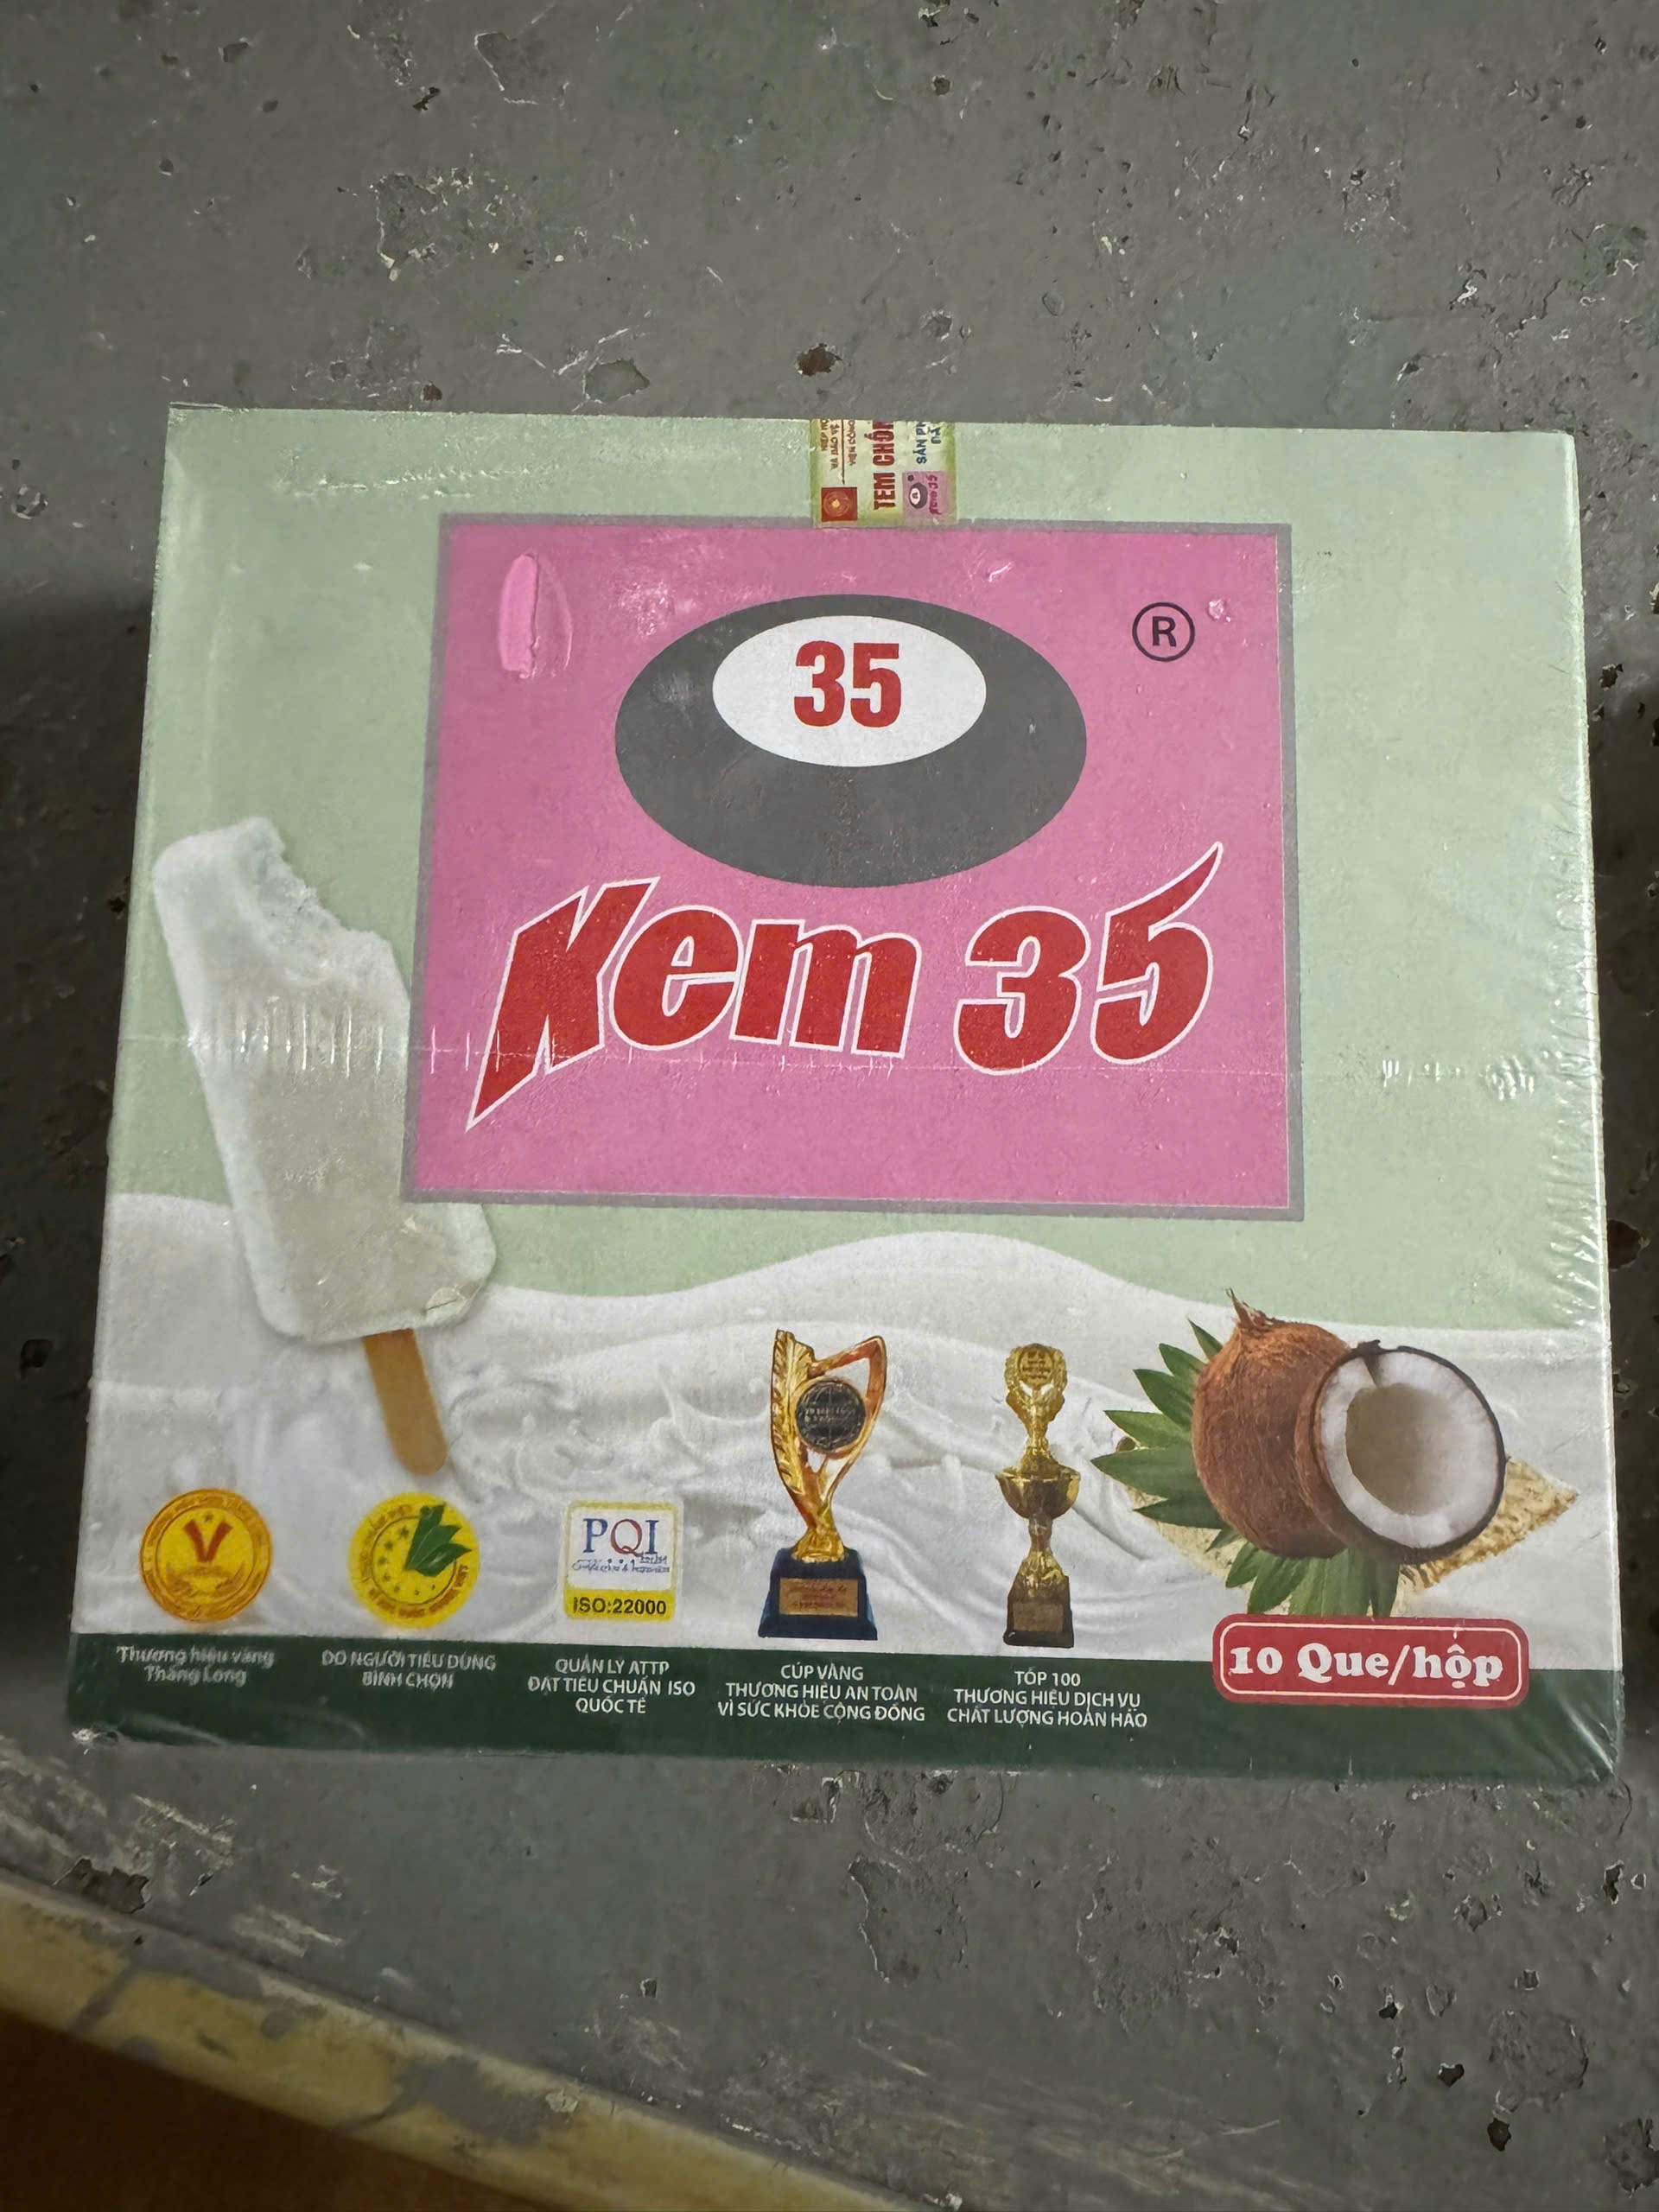 TEM CHỐN
SẢN PH
35
®
Kem 35
PQI
ISO:22000
Thương hiệu vàng
Thăng Long
DO NGƯỜI TIÊU DÙNG
BÌNH CHỌN
QUẢN LÝ ATTP
ĐẠT TIÊU CHUẨN ISO
QUỐC TẾ
CÚP VÀNG
THƯƠNG HIỆU AN TOÀN
VÌ SỨC KHỎE CỘNG ĐỒNG
TÓP 100
THƯƠNG HIỆU DỊCH VỤ
CHẤT LƯỢNG HOÀN HẢO
10 Que/hộp